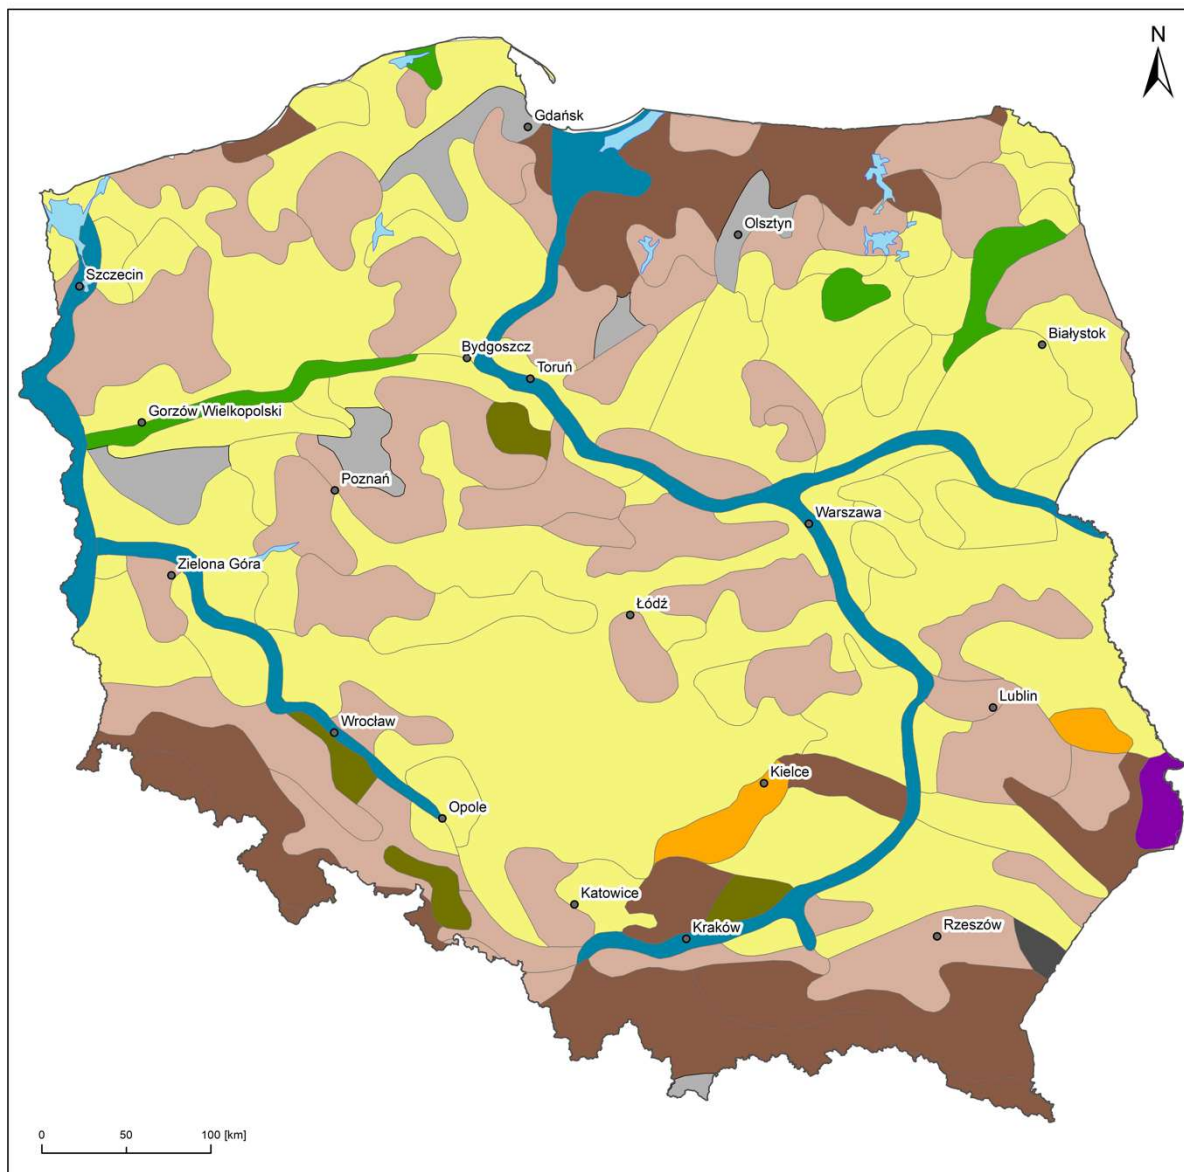 N
Gdańsk
Olsztyn
Szczecin
Białystok
Bydgoszcz
Toruń
Gorzów Wielkopolski
Poznań
Warszawa
Zielona Góra
Łódź
Lublin
Wrocław
Kielce
Opole
Katowice
Rzeszów
Kraków
0 50 100 [km]